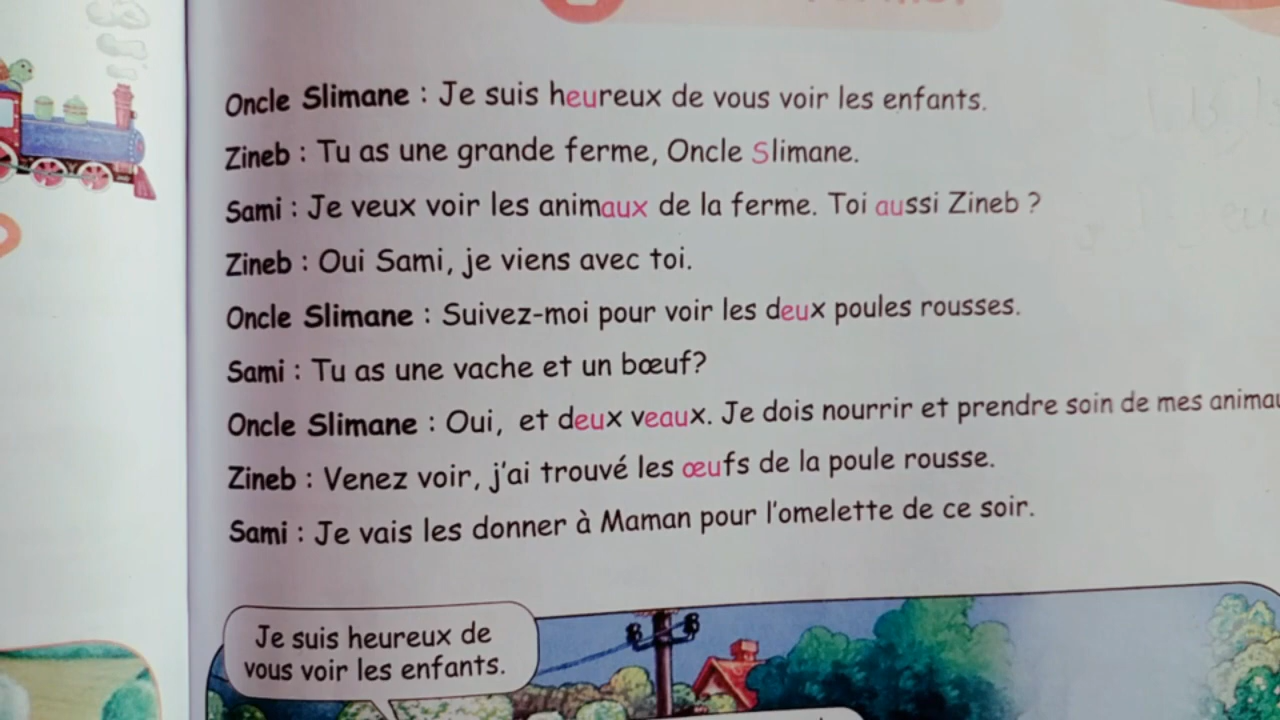 Oncle Slimane : Je suis heureux de vous voir les enfants.
Zineb : Tu as une grande ferme, Oncle Slimane.
Sami : Je veux voir les animaux de la ferme. Toi aussi Zineb ?
Zineb : Oui Sami, je viens avec toi.
Oncle Slimane : Suivez-moi pour voir les deux poules rousses.
Sami : Tu as une vache et un bœuf?
Oncle Slimane : Oui, et deux veaux. Je dois nourrir et prendre soin de mes
Zineb : Venez voir, j'ai trouvé les œufs de la poule rousse.
Sami : Je vais les donner à Maman pour l'omelette de ce soir.
Je suis heureux de
vous voir les enfants.